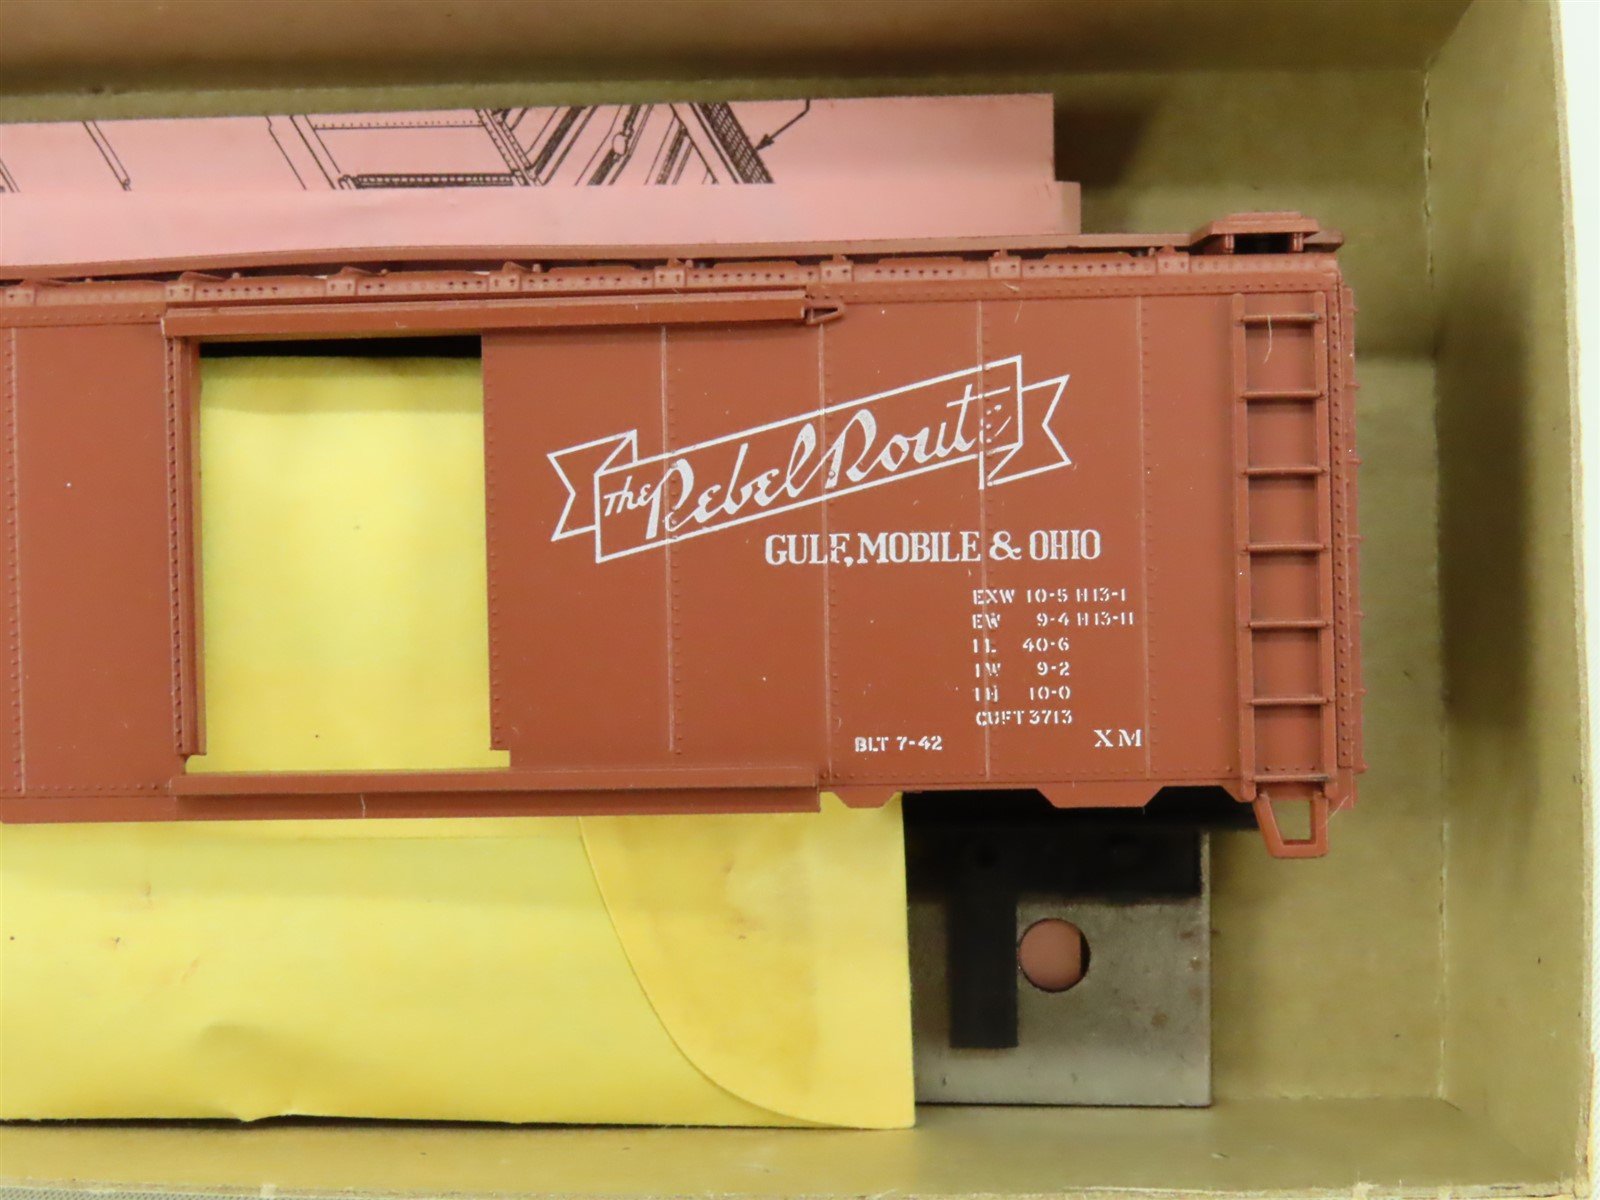 The Rebel Route
GULF, MOBILE & OHIO
EXW 10-5 H13-1
EW 9-4 H13-11
IL 40-6
IW 9-2
IH 10-0
CUFT 3713
BLT 7-42
XM